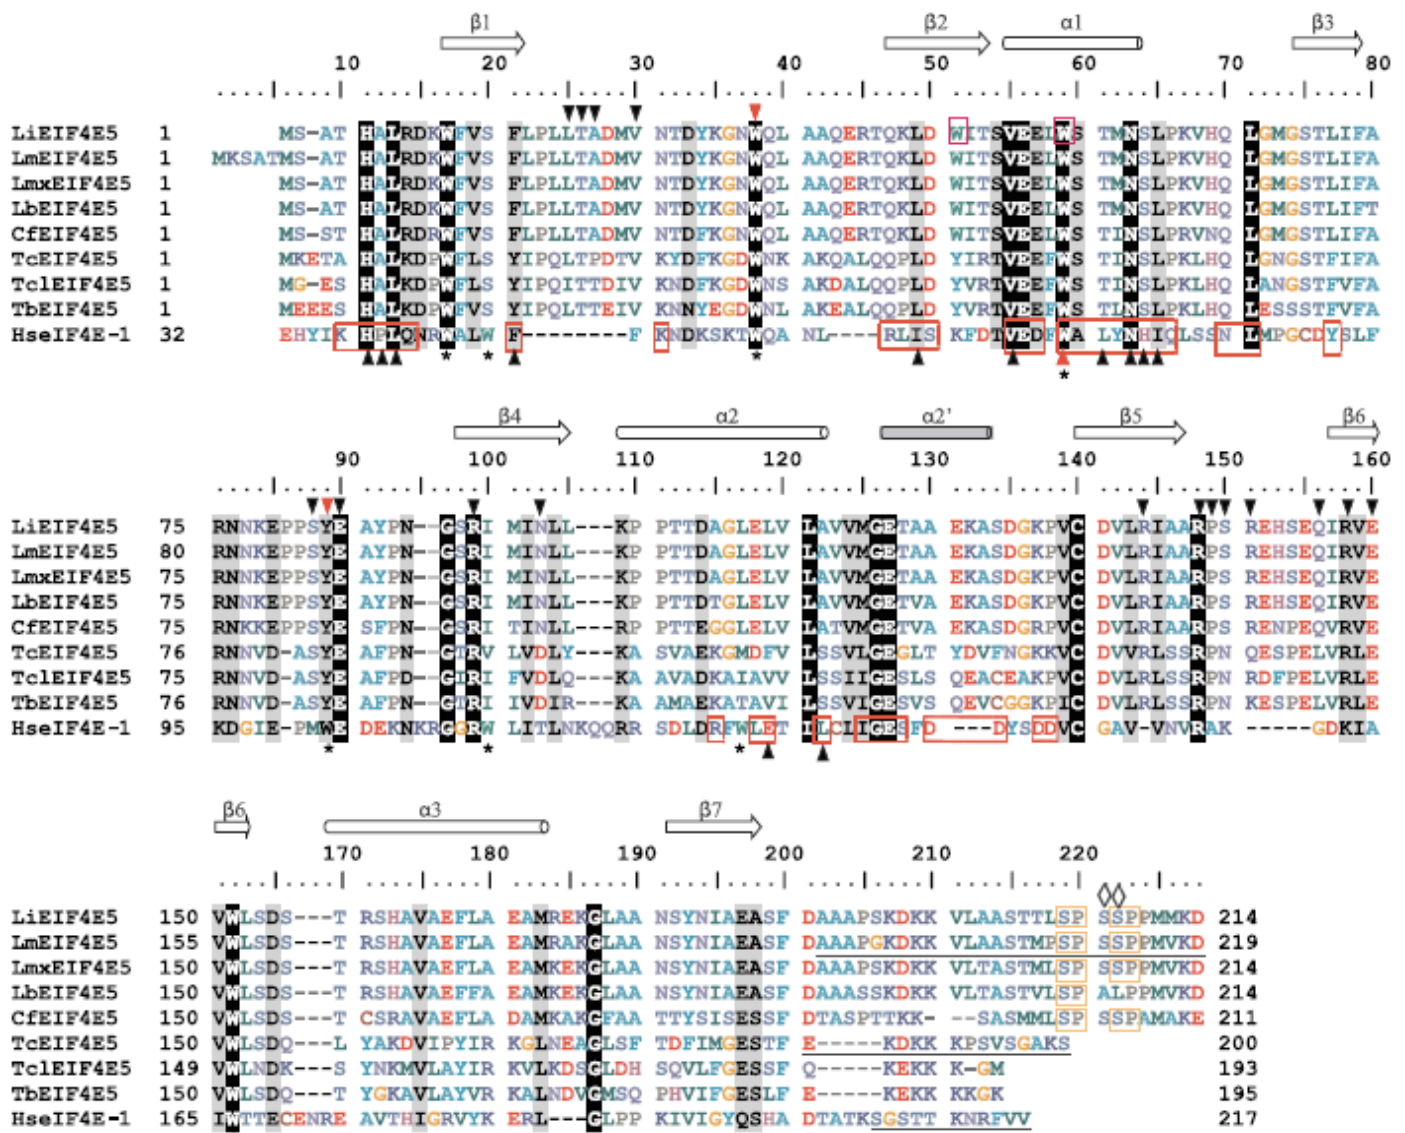 β1 β2 α1 β3
10 20 30 40 50 60 70 80
LiEIF4E5 1 MS-AT HALRDKWFVS FLPLLTADMV NTDYKGNWQL AAQERTQKLD WITSVEELWS TMNSLPKVHQ LGMGSTLIFA
LmEIF4E5 1 MKSATMS-AT HALRDKWFVS FLPLLTADMV NTDYKGNWQL AAQERTQKLD WITSVEELWS TMNSLPKVHQ LGMGSTLIFA
LmxEIF4E5 1 MS-AT HALRDKWFVS FLPLLTADMV NTDYKGNWQL AAQERTQKLD WITSVEELWS TMNSLPKVHQ LGMGSTLIFA
LbEIF4E5 1 MS-AT HALRDKWFVS FLPLLTADMV NTDYKGNWQL AAQERTQKLD WITSVEELWS TMNSLPKVHQ LGMGSTLIFT
CfEIF4E5 1 MS-ST HALRDKWFVS FLPLLTADMV NTDFKGNWQL AAQERTQKLD WITSVEELWS TINSLPKVHQ LGMGSTLIFA
TcEIF4E5 1 MKETA HALKDPWFLS YIPQLTPDTV KYDFKGDWNK AKQALQQPLD YIRTVEEFWS TINTLPKLHQ LGNGSTFIFA
TclEIF4E5 1 MG-ES HALKDPWFLS YIPQITTDIV KNDFKGDWNS AKDALQQPLD YVRTVEEFWS TINNLPKLHQ LANGSTFIFA
TbEIF4E5 1 MEEES HALKDPWFVS YIPQLTTEIV KNYEGDWNL AKEALQQPLD YVRTVEEFWS TINSLPKLHQ LESSSTFVFA
HseIF4E-1 32 EHYIK HPLQNRWALW F-------F KNDKSKTWQA NL----RLIS KFDTVEDFWA LYNHIQLSSN LMPGCDYSLF
* * * *
β4 α2 α2' β5 β6
90 100 110 120 130 140 150 160
LiEIF4E5 75 RNNKEPPSYE AYPN--GSRI MINLL---KP PTTDAGLELV LAVVMGETAA EKASDGKPVC DVLRIAARPS REHSEQIRVE
LmEIF4E5 80 RNNKEPPSYE AYPN--GSRI MINLL---KP PTTDAGLELV LAVVMGETAA EKASDGKPVC DVLRIAARPS REHSEQIRVE
LmxEIF4E5 75 RNNKEPPSYE AYPN--GSRI MINLL---KP PTTDAGLELV LAVVMGETAA EKASDGKPVC DVLRIAARPS REHSEQIRVE
LbEIF4E5 75 RNNKEPPSYE AYPN--GSRI MINLL---KP PTTDTGLELV LAVVMGETVA EKASDGKPVC DVLRIAARPS REHSEQIRVE
CfEIF4E5 75 RNKKEPPSYE SFPN--GSRI TINLL---RP PTTEGGLELV LATVMGETVA EKASDGRPVC DVLRIAARPS RENPEQVRVE
TcEIF4E5 76 RNNVD-ASYE AFPN--GTRV LVDLY---KA SVAEKGMDFV LSSVLGEGLT YDVFNGKKVC DVLRLSSRPN QESPELVRVE
TclEIF4E5 75 RNNVD-ASYE AFPD--GIRI FVDLQ---KA AVADKAIAVV LSSIIGESLS QEACEAKPIC DVLRLSSRPN RDFPELVRLE
TbEIF4E5 76 RNNVD-ASYE AFPN--GTRI YVDIR---KA AMAEKATAVI LSSVIGESVS QEVCGGKPIC DVLRLSSRPN KESPELVRLE
HseIF4E-1 95 KDGIE-PMWE DEKNKRGGRW LITLNKQQRR SDLDRFWLET LLCLIGESFD ---DYSDDVC GAV-VNVRAK -----GDKIA
* * *
β6 α3 β7
170 180 190 200 210 220
LiEIF4E5 150 VWLSDS---T RSHAVAEFLA EAMREKGLAA NSYNIAEASF DAAAPSKDKK VLAASTTLSP SSPPMMKD 214
LmEIF4E5 155 VWLSDS---T RSHAVAEFLA EAMRAKGLAA NSYNIAEASF DAAAPGKDKK VLAASTMPSP SSPPMVKD 219
LmxEIF4E5 150 VWLSDS---T RSHAVAEFLA EAMKEKGLAA NSYNIAEASF DAAAPSKDKK VLTASTMLSP SSPPMVKD 214
LbEIF4E5 150 VWLSDS---T RSHAVAEFFA EAMKEKGLAA NSYNIAEASF DAAASSKDKK VLTASTVLSP ALPPMVKD 214
CfEIF4E5 150 VWLSDS---T CSRAVAEFLA DAMKAKGFAA TTYSISESSF DTASPTTKK- --SASMMLSP SSPAMAKE 211
TcEIF4E5 150 VWLSDQ---L YAKDVIPYIR KGLNEAGLSF TDFIMGESTF E-----KDKK KPSVSGAKS 200
TclEIF4E5 149 VWLNDK---S YNKMVLAYIR KVLKDSGLDH SQVLFGESSF Q-----KEKK K-GM 193
TbEIF4E5 150 VWLSDQ---T YGKAVLAYVR KALNDVGMSQ PHVIFGESSF E-----KEKK KKGK 195
HseIF4E-1 165 IWTTECENRE AVTHIGRVYK ERL---GLPP KIVIGYQSHA DTATKSGSTT KNRFVV 217